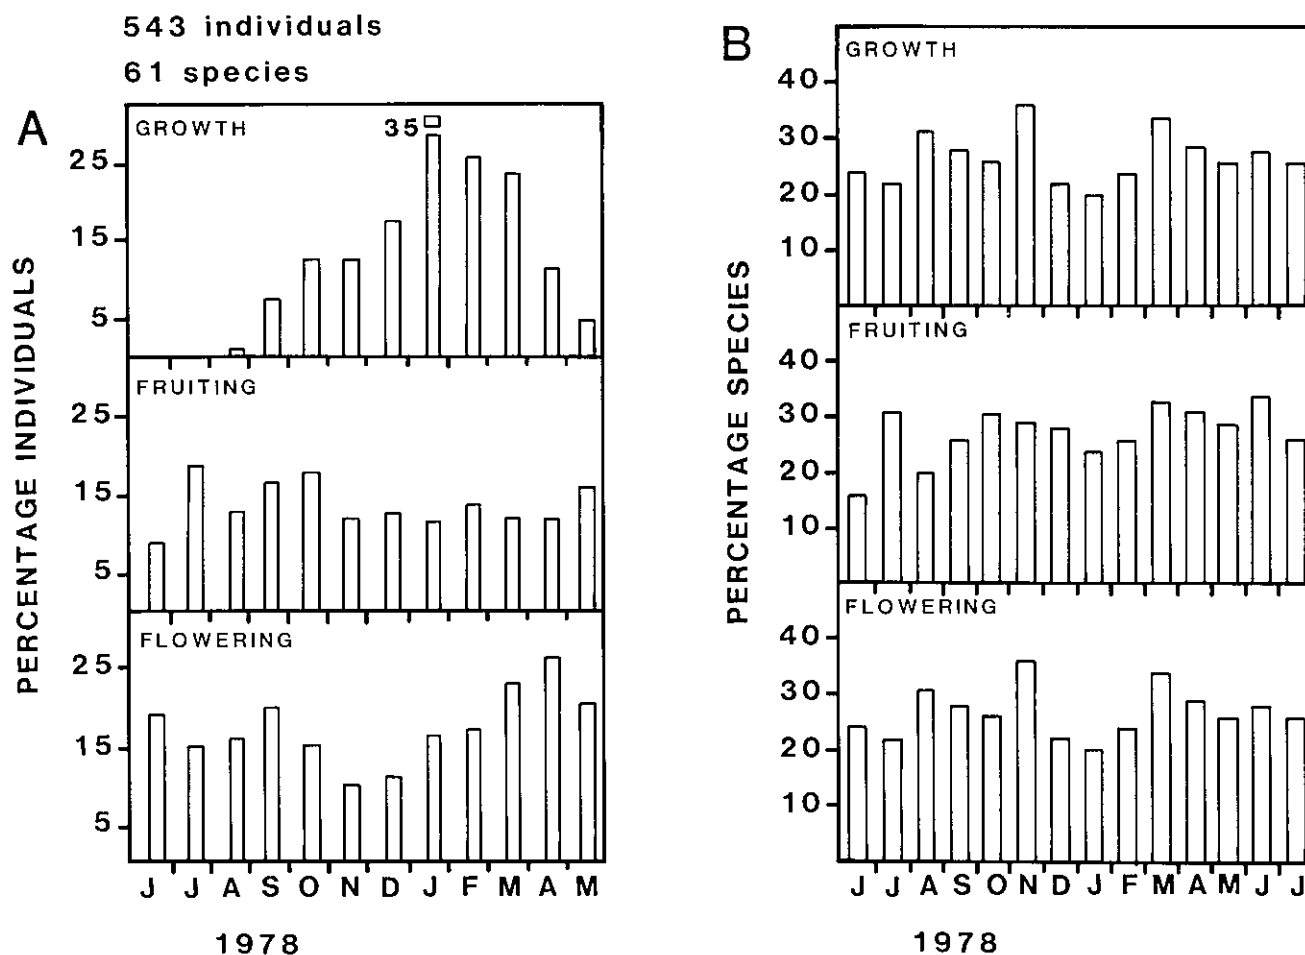 543 individuals
61 species
A
PERCENTAGE INDIVIDUALS
GROWTH
35
25
15
5
FRUITING
25
15
5
FLOWERING
25
15
5
J J A S O N D J F M A M
1978
B
PERCENTAGE SPECIES
GROWTH
40
30
20
10
FRUITING
40
30
20
10
FLOWERING
40
30
20
10
J J A S O N D J F M A M J J
1978